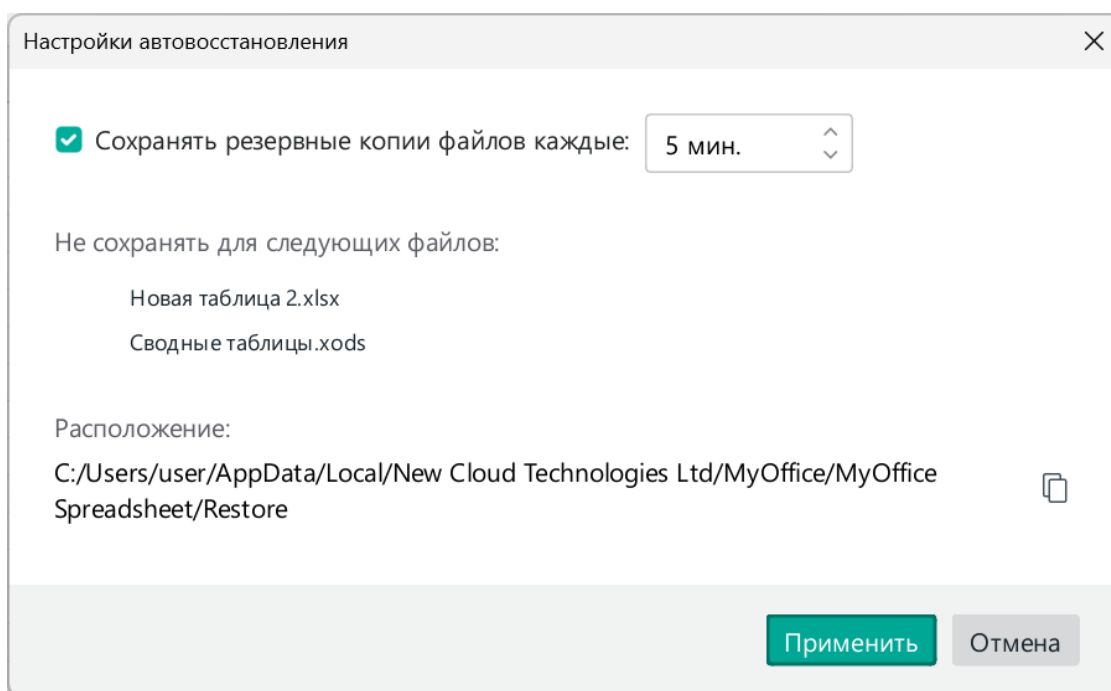 Настройки автовосстановления
Сохранять резервные копии файлов каждые: 5 мин.
Не сохранять для следующих файлов:
Новая таблица 2.xlsx
Сводные таблицы.xods
Расположение:
C:/Users/user/AppData/Local/New Cloud Technologies Ltd/MyOffice/MyOffice
Spreadsheet/Restore
Применить Отмена